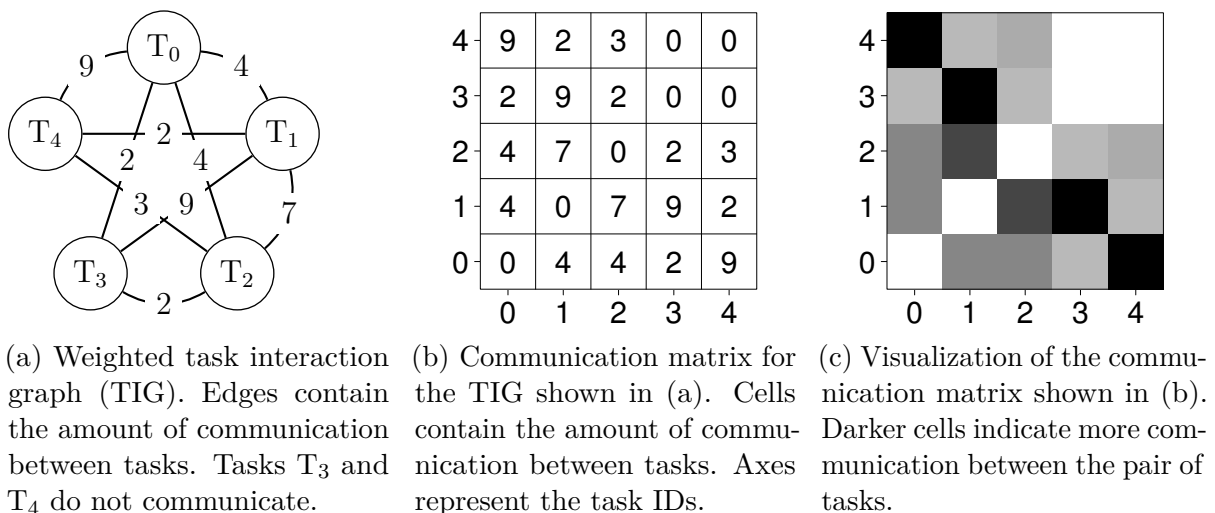 T0
9
4
T4
2
T1
2
4
3
9
7
T3
T2
2
4 9 2 3 0 0
3 2 9 2 0 0
2 4 7 0 2 3
1 4 0 7 9 2
0 0 4 4 2 9
0 1 2 3 4
4
3
2
1
0
0 1 2 3 4
(a) Weighted task interaction
graph (TIG). Edges contain
the amount of communication
between tasks. Tasks T3 and
T4 do not communicate.
(b) Communication matrix for
the TIG shown in (a). Cells
contain the amount of commu-
nication between tasks. Axes
represent the task IDs.
(c) Visualization of the commu-
nication matrix shown in (b).
Darker cells indicate more com-
munication between the pair of
tasks.